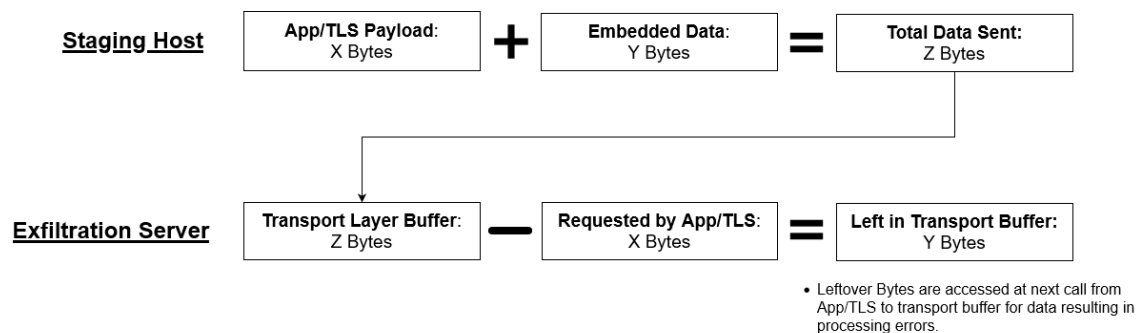 Staging Host
App/TLS Payload:
X Bytes
+
Embedded Data:
Y Bytes
=
Total Data Sent:
Z Bytes
Exfiltration Server
Transport Layer Buffer:
Z Bytes
—
Requested by App/TLS:
X Bytes
=
Left in Transport Buffer:
Y Bytes
• Leftover Bytes are accessed at next call from
App/TLS to transport buffer for data resulting in
processing errors.